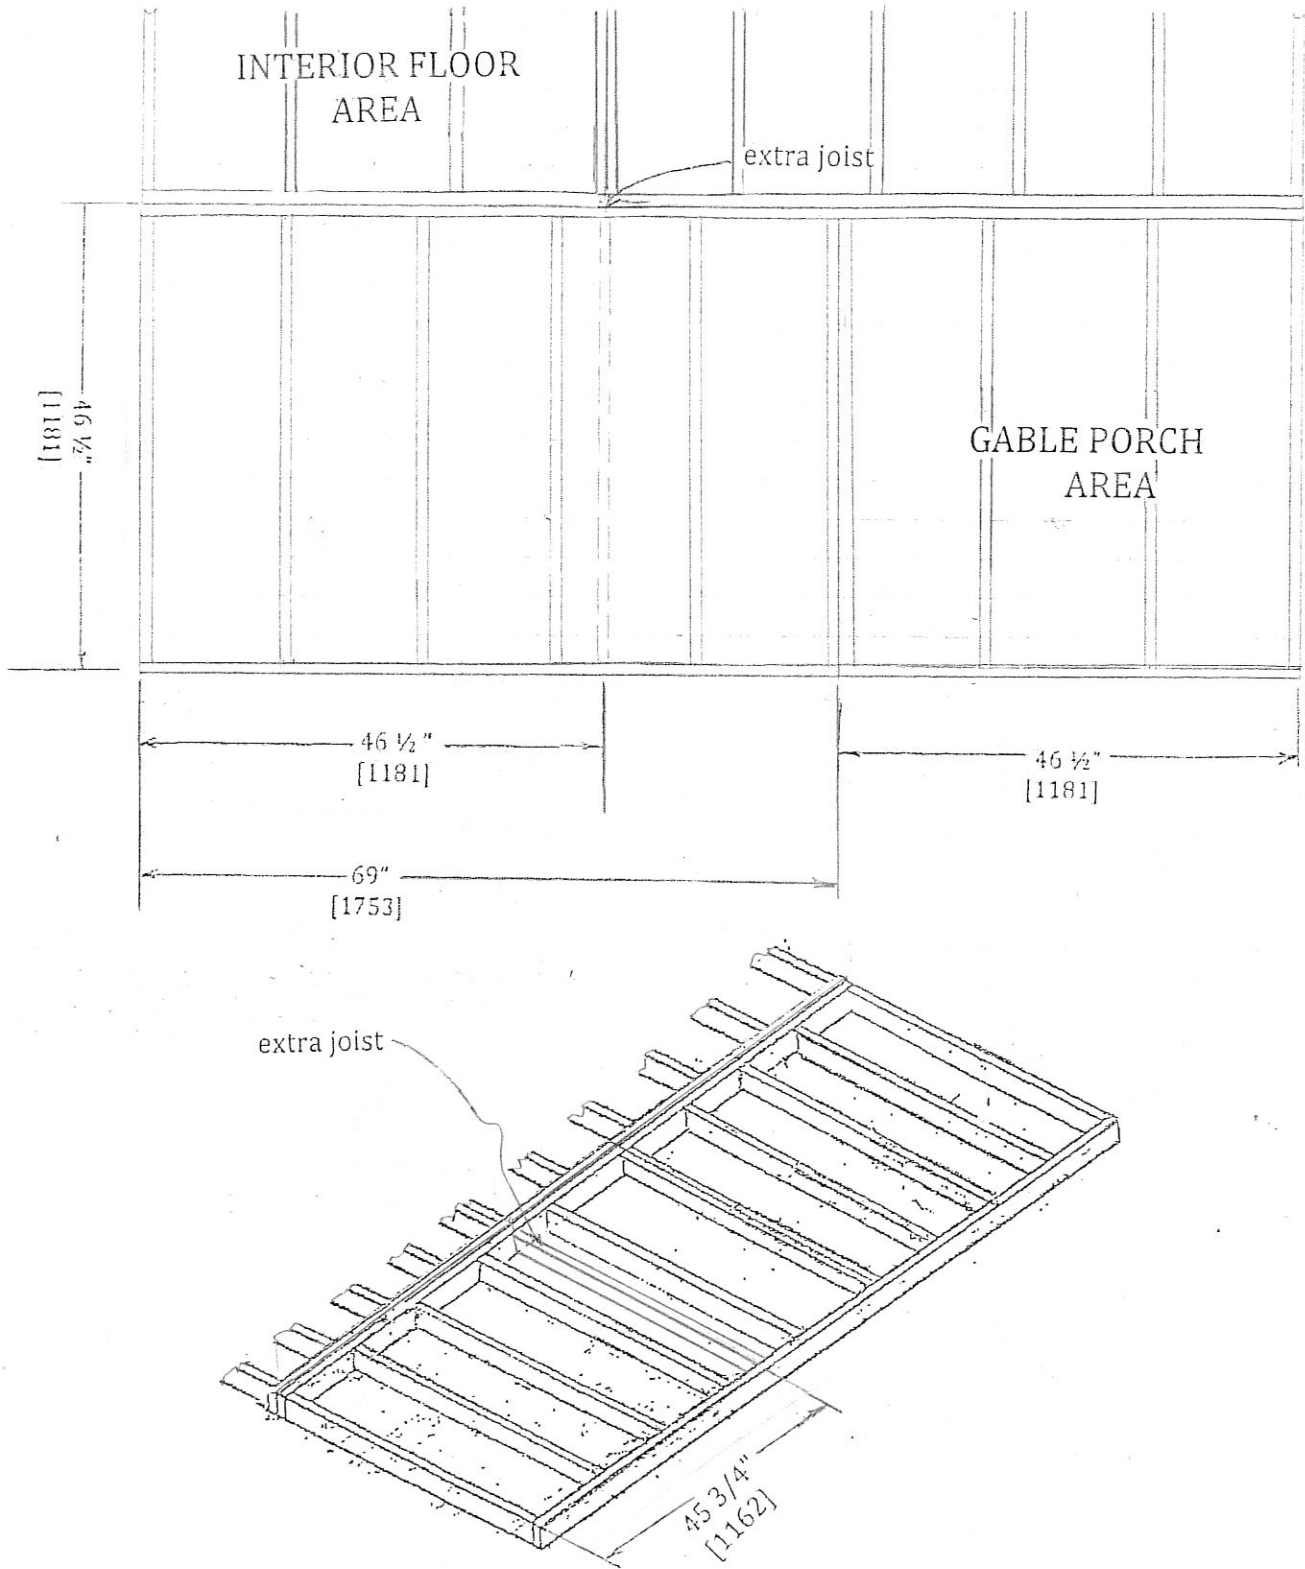 INTERIOR FLOOR
AREA
extra joist
46 ½"
[1181]
GABLE PORCH
AREA
46 ½"
[1181]
46 ½"
[1181]
69"
[1753]
extra joist
45 3/4"
[1162]